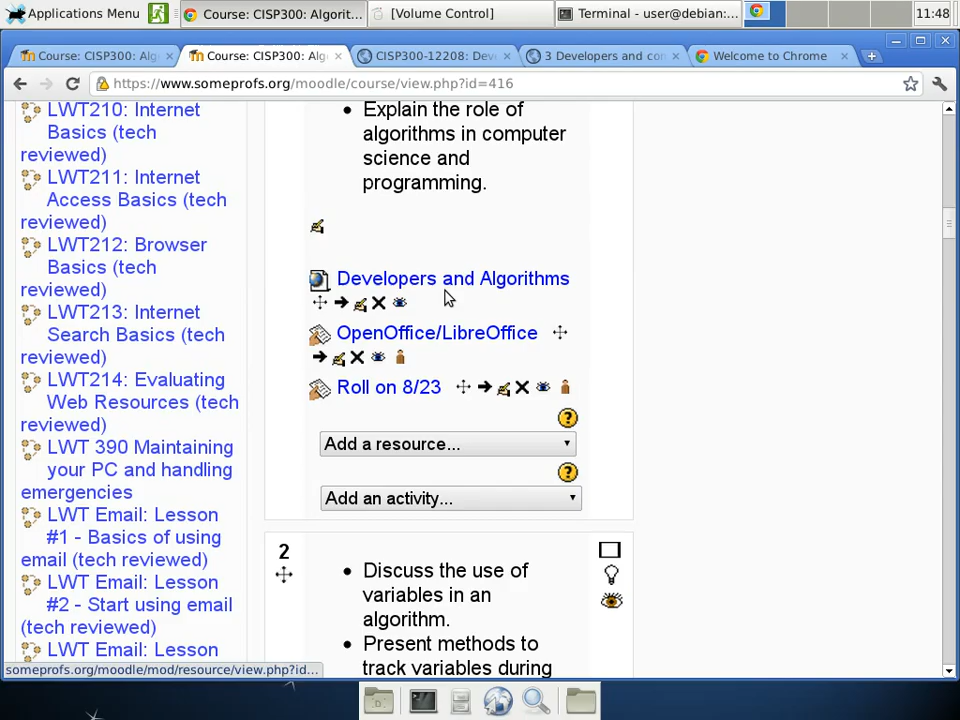 Applications Menu
Course: CISP300: Algorit...
[Volume Control]
Terminal - user@debian:...
11:48
Course: CISP300: Alg
Course: CISP300: Alg
CISP300-12208: Dev
3 Developers and con
Welcome to Chrome
https://www.someprofs.org/moodle/course/view.php?id=416
LWT210: Internet
Basics (tech
reviewed)
LWT211: Internet
Access Basics (tech
reviewed)
LWT212: Browser
Basics (tech
reviewed)
LWT213: Internet
Search Basics (tech
reviewed)
LWT214: Evaluating
Web Resources (tech
reviewed)
LWT 390 Maintaining
your PC and handling
emergencies
LWT Email: Lesson
#1 - Basics of using
email (tech reviewed)
LWT Email: Lesson
#2 - Start using email
(tech reviewed)
LWT Email: Lesson
• Explain the role of
algorithms in computer
science and
programming.
Developers and Algorithms
OpenOffice/LibreOffice
Roll on 8/23
?
Add a resource...
?
Add an activity...
2
• Discuss the use of
variables in an
algorithm.
• Present methods to
track variables during
someprofs.org/moodle/mod/resource/view.php?id...